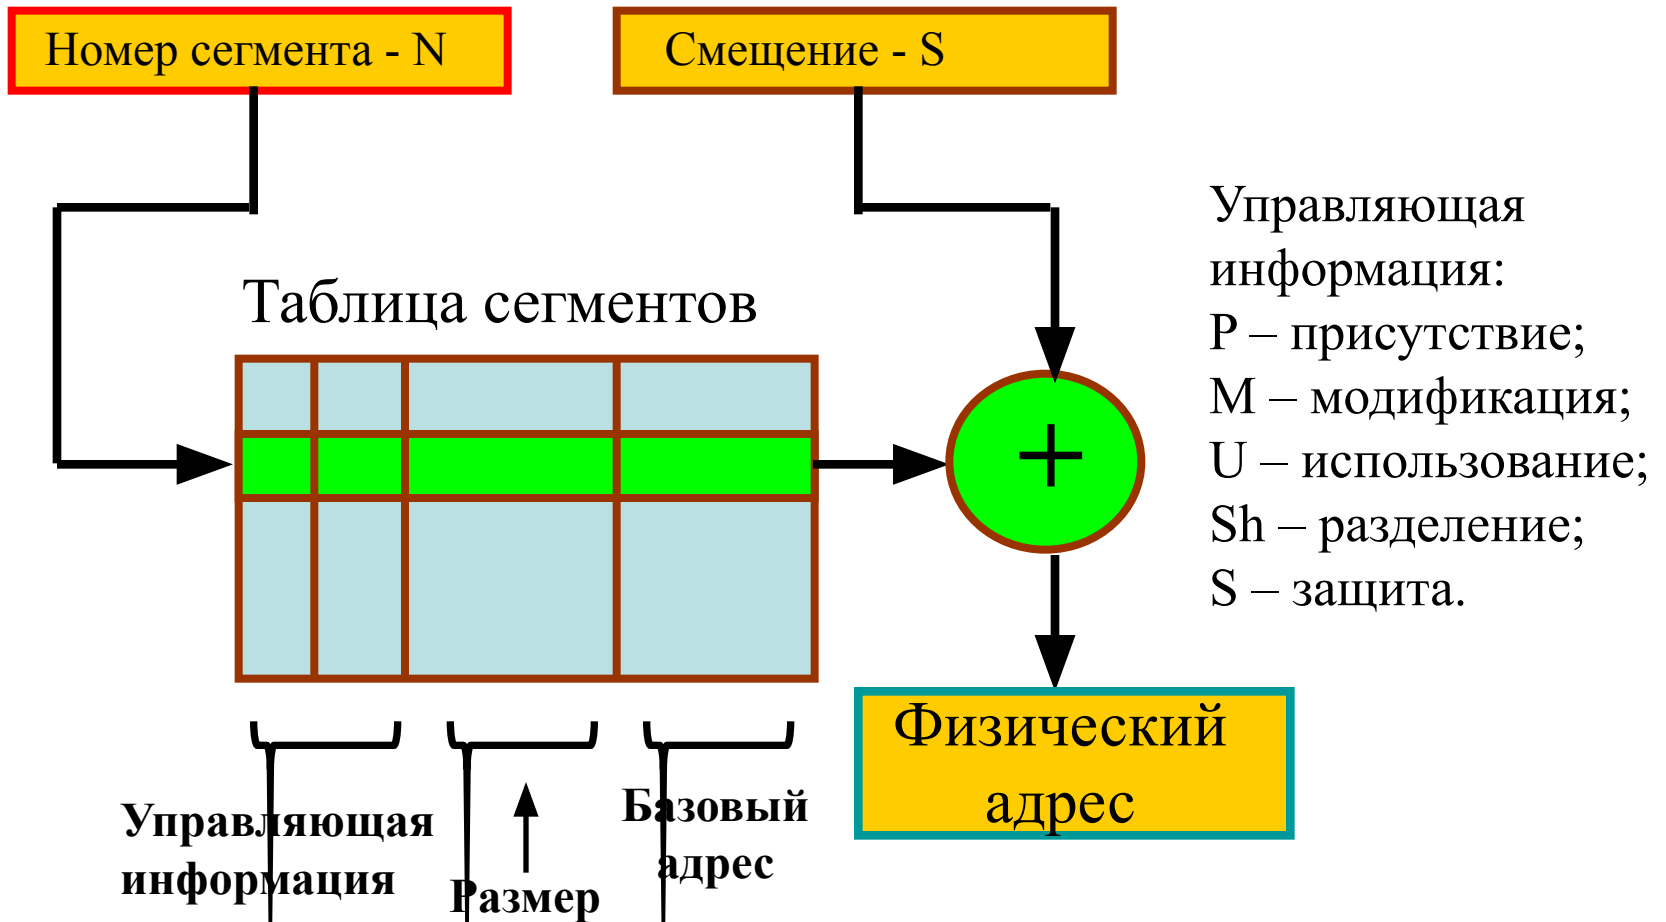 Номер сегмента - N
Смещение - S
Таблица сегментов
Управляющая
информация:
P – присутствие;
M – модификация;
U – использование;
Sh – разделение;
S – защита.
+
Управляющая
информация
Размер
Базовый
адрес
Физический
адрес